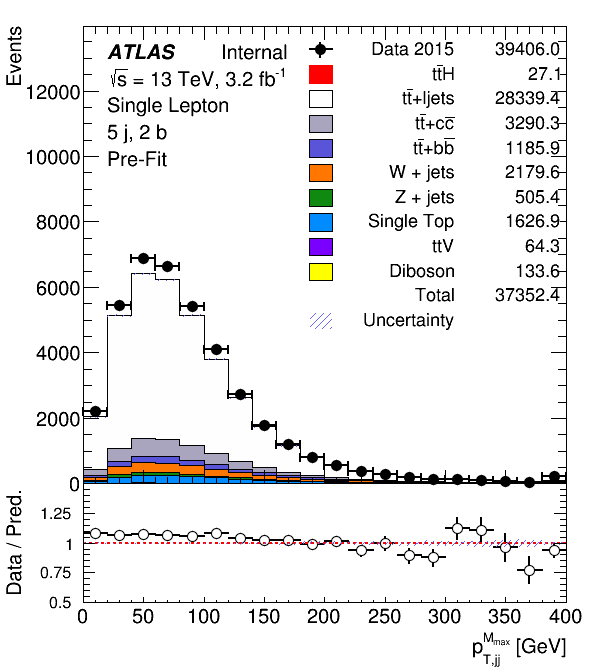 Events
ATLAS Internal
√s = 13 TeV, 3.2 fb⁻¹
Single Lepton
5 j, 2 b
Pre-Fit
Data 2015 39406.0
tt̄H 27.1
tt̄+ljets 28339.4
tt̄+cc̄ 3290.3
tt̄+bb̄ 1185.9
W + jets 2179.6
Z + jets 505.4
Single Top 1626.9
ttV 64.3
Diboson 133.6
Total 37352.4
Uncertainty
12000
10000
8000
6000
4000
2000
0
Data / Pred.
1.25
1
0.75
0.5
0 50 100 150 200 250 300 350 400
p_{T,jj}^{M_{max}} [GeV]